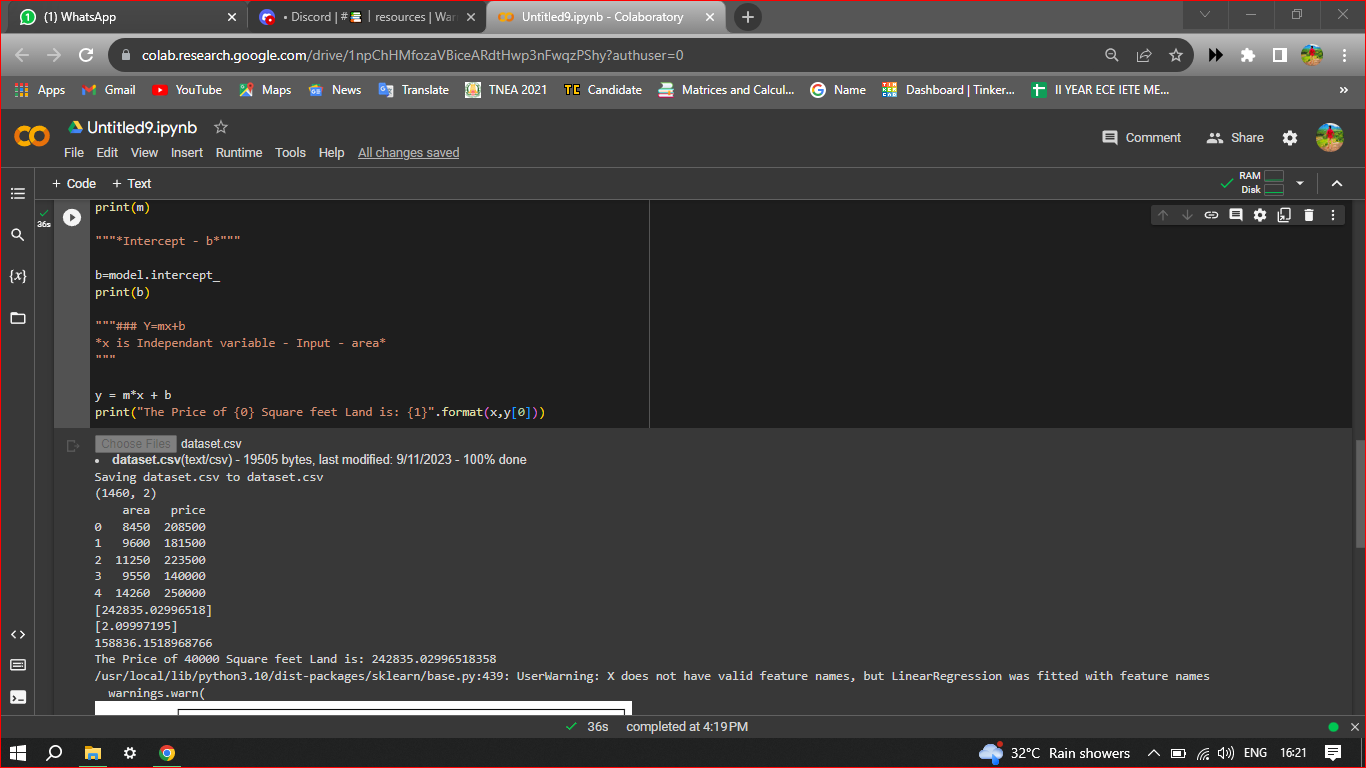 (1) WhatsApp
• Discord | #📚 | resources | War
Untitled9.ipynb - Colaboratory
colab.research.google.com/drive/1npChHMfozaVBiceARdtHwp3nFwqzPShy?authuser=0
Apps Gmail YouTube Maps News Translate TNEA 2021 Candidate Matrices and Calcul... Name Dashboard | Tinker... II YEAR ECE IETE ME... »
Untitled9.ipynb
File Edit View Insert Runtime Tools Help All changes saved
Comment Share
+ Code + Text
RAM
Disk
36s
print(m)
"""*Intercept - b*"""
b=model.intercept_
print(b)
"""### Y=mx+b
*x is Independant variable - Input - area*
"""
y = m*x + b
print("The Price of {0} Square feet Land is: {1}".format(x,y[0]))
Choose Files dataset.csv
• dataset.csv(text/csv) - 19505 bytes, last modified: 9/11/2023 - 100% done
Saving dataset.csv to dataset.csv
(1460, 2)
area price
0 8450 208500
1 9600 181500
2 11250 223500
3 9550 140000
4 14260 250000
[242835.02996518]
[2.09997195]
158836.1518968766
The Price of 40000 Square feet Land is: 242835.02996518358
/usr/local/lib/python3.10/dist-packages/sklearn/base.py:439: UserWarning: X does not have valid feature names, but LinearRegression was fitted with feature names
warnings.warn(
36s completed at 4:19 PM
32°C Rain showers ENG 16:21